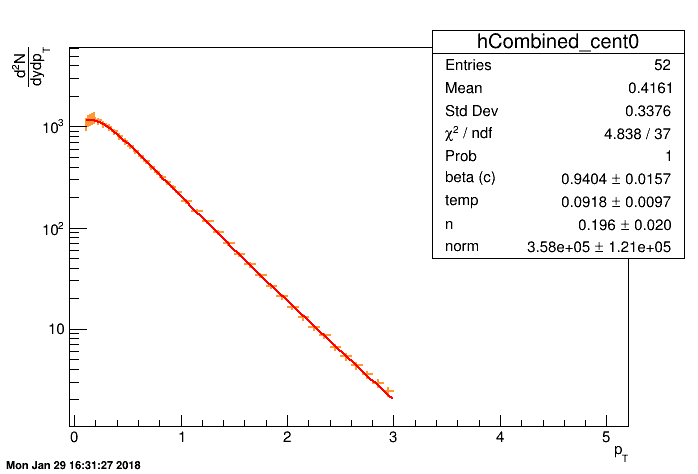 hCombined_cent0
Entries 52
Mean 0.4161
Std Dev 0.3376
χ² / ndf 4.838 / 37
Prob 1
beta (c) 0.9404 ± 0.0157
temp 0.0918 ± 0.0097
n 0.196 ± 0.020
norm 3.58e+05 ± 1.21e+05
d²N
dydp_T
10³
10²
10
0 1 2 3 4 5
p_T
Mon Jan 29 16:31:27 2018